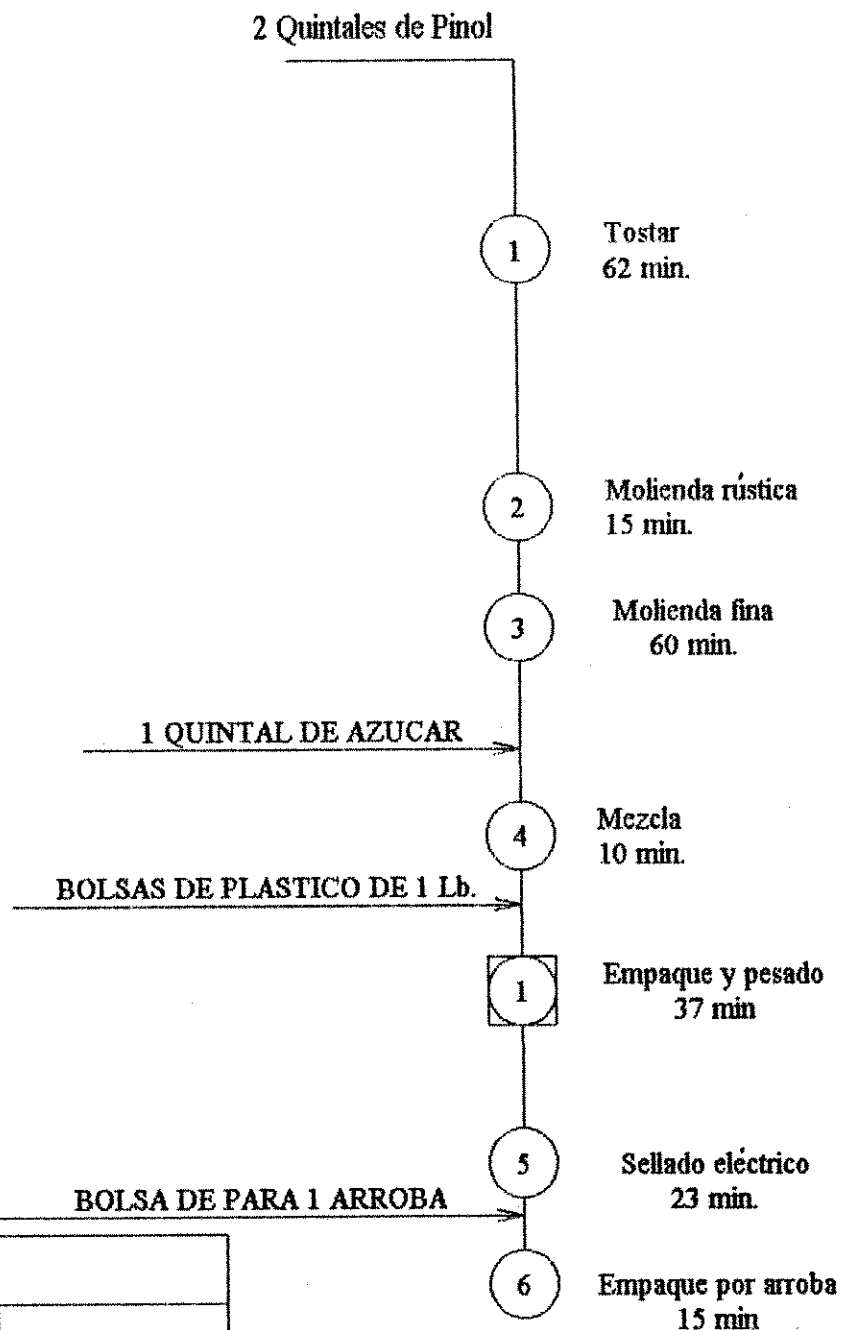 2 Quintales de Pinol
1
Tostar
62 min.
2
Molienda rústica
15 min.
3
Molienda fina
60 min.
1 QUINTAL DE AZUCAR
4
Mezcla
10 min.
BOLSAS DE PLASTICO DE 1 Lb.
1
Empaque y pesado
37 min
5
Sellado eléctrico
23 min.
BOLSA DE PARA 1 ARROBA
6
Empaque por arroba
15 min